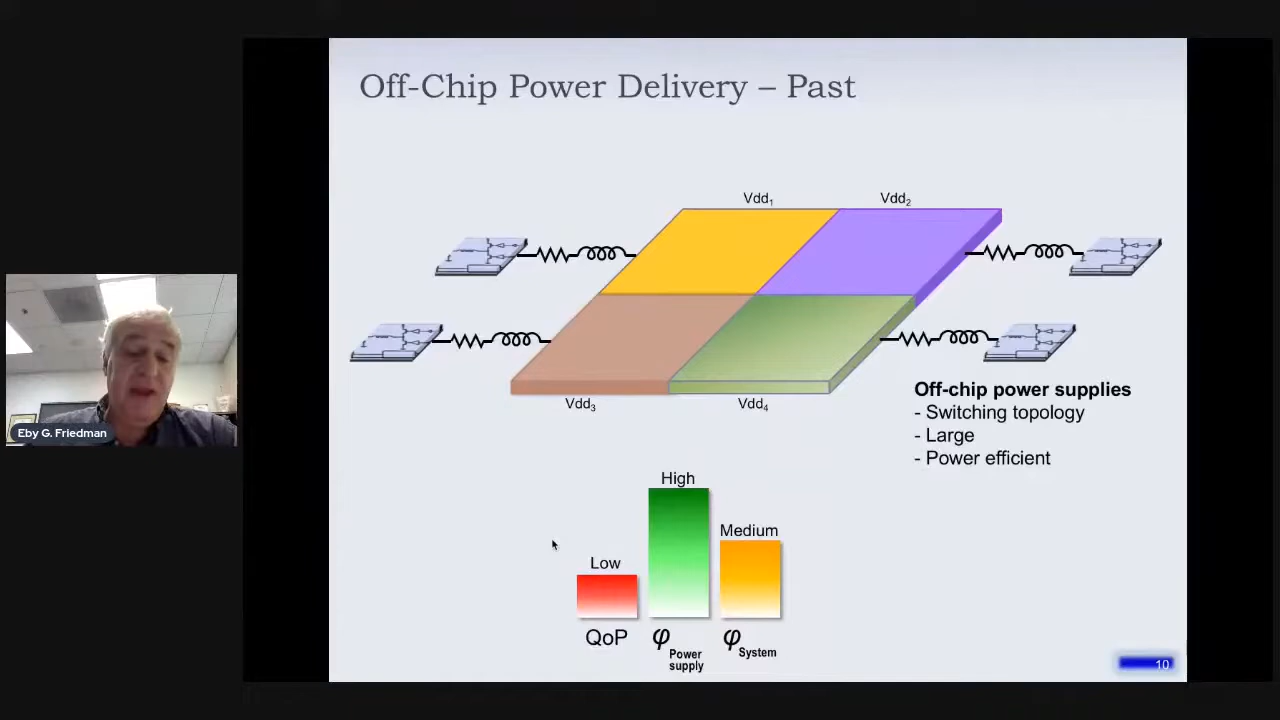 Off-Chip Power Delivery – Past
Vdd1
Vdd2
Vdd3
Vdd4
Off-chip power supplies
- Switching topology
- Large
- Power efficient
High
Medium
Low
QoP
φ Power supply
φ System
10
Eby G. Friedman